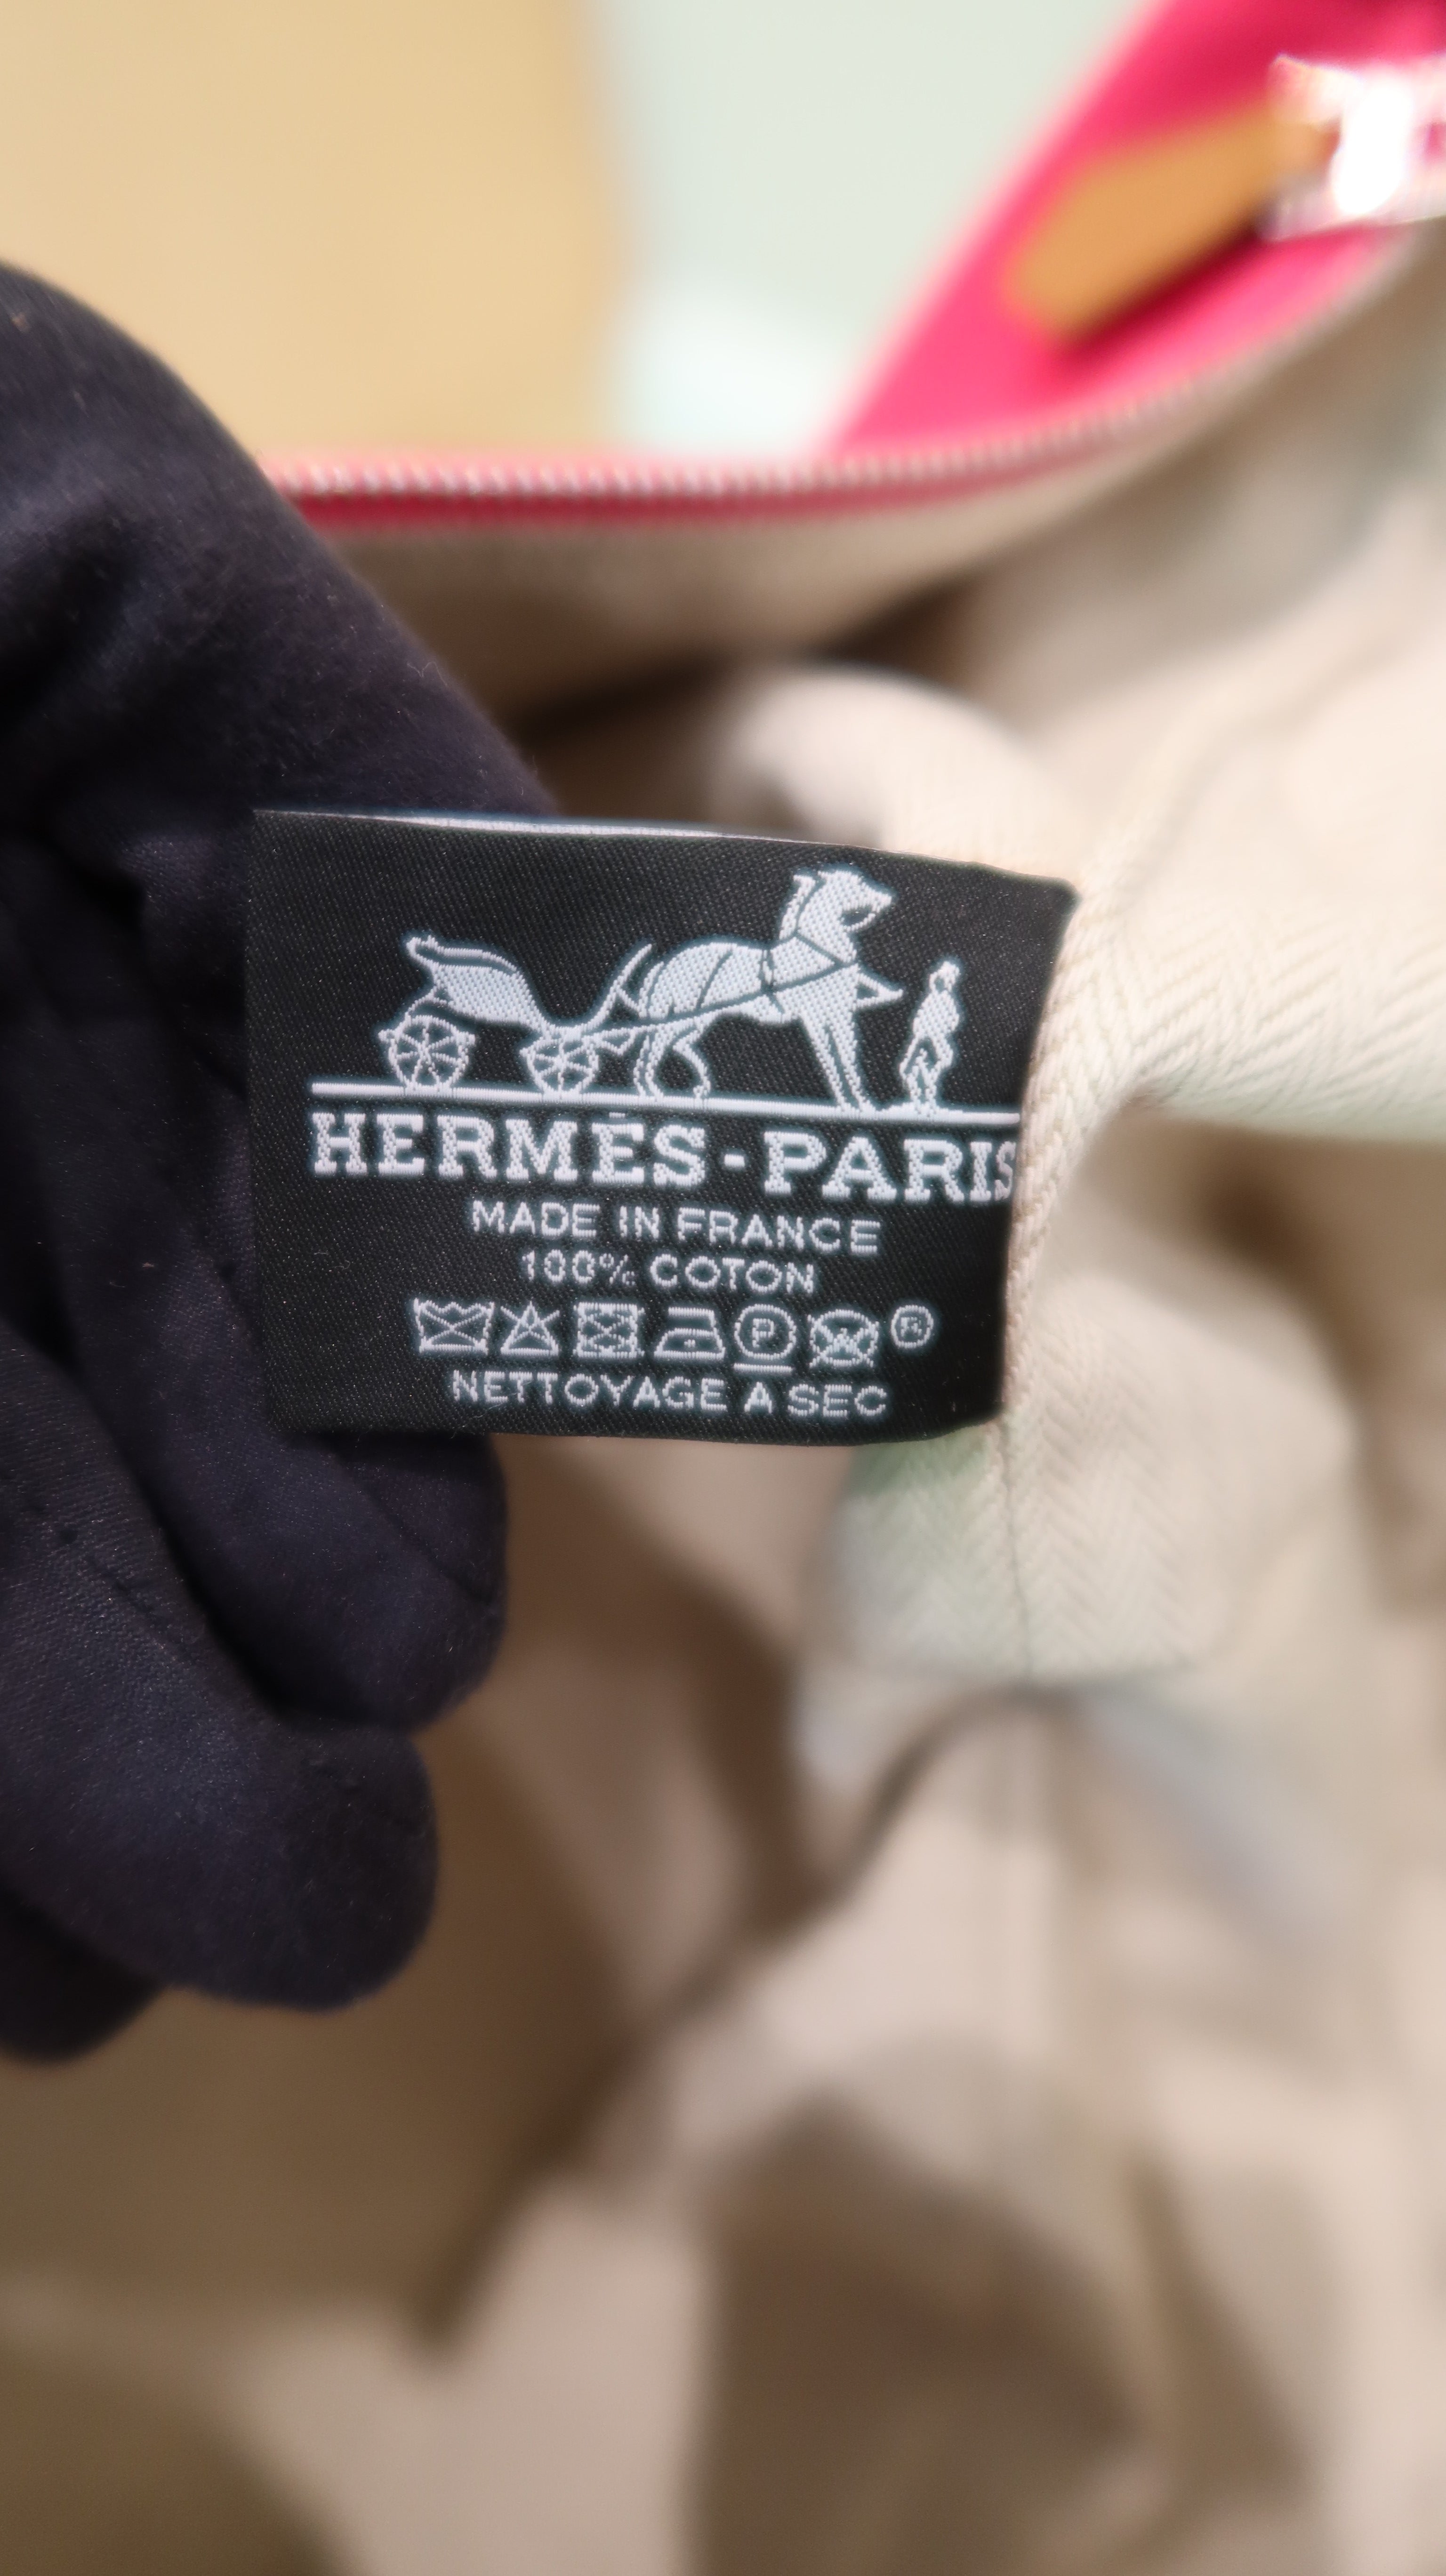 HERMÈS-PARIS
MADE IN FRANCE
100% COTON
P ®
NETTOYAGE A SEC